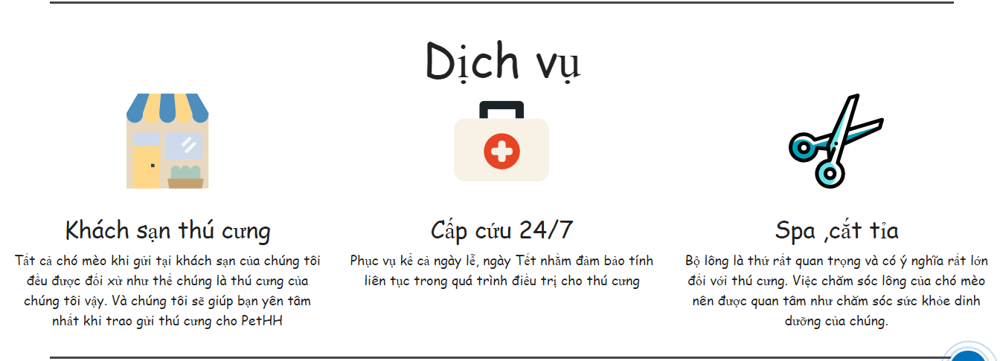 Dịch vụ
Khách sạn thú cưng
Tất cả chó mèo khi gửi tại khách sạn của chúng tôi
đều được đối xử như thể chúng là thú cưng của
chúng tôi vậy. Và chúng tôi sẽ giúp bạn yên tâm
nhất khi trao gửi thú cưng cho PetHH
Cấp cứu 24/7
Phục vụ kể cả ngày lễ, ngày Tết nhằm đảm bảo tính
liên tục trong quá trình điều trị cho thú cưng
Spa ,cắt tỉa
Bộ lông là thứ rất quan trọng và có ý nghĩa rất lớn
đối với thú cưng. Việc chăm sóc lông của chó mèo
nên được quan tâm như chăm sóc sức khỏe dinh
dưỡng của chúng.